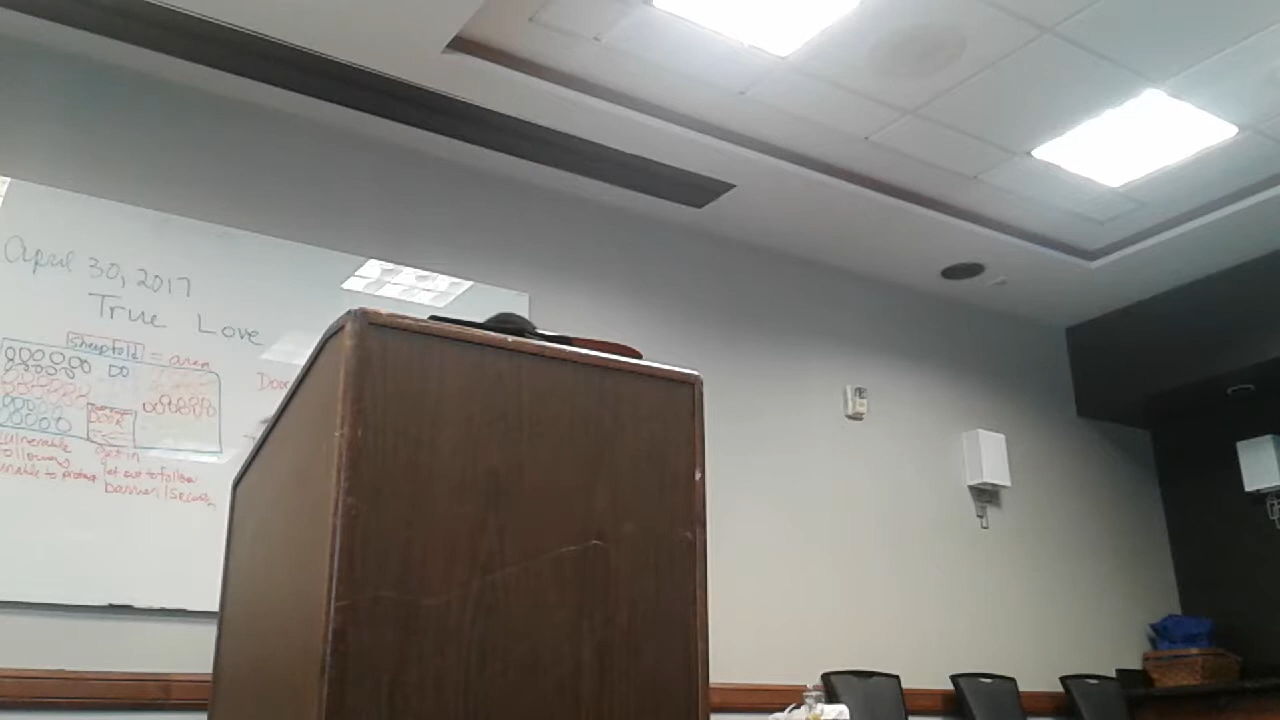 April 30, 2017
True Love
sheepfold = area
Door
DOOR
vulnerable
following
unable to protect
get in
let out to follow
barrier/security